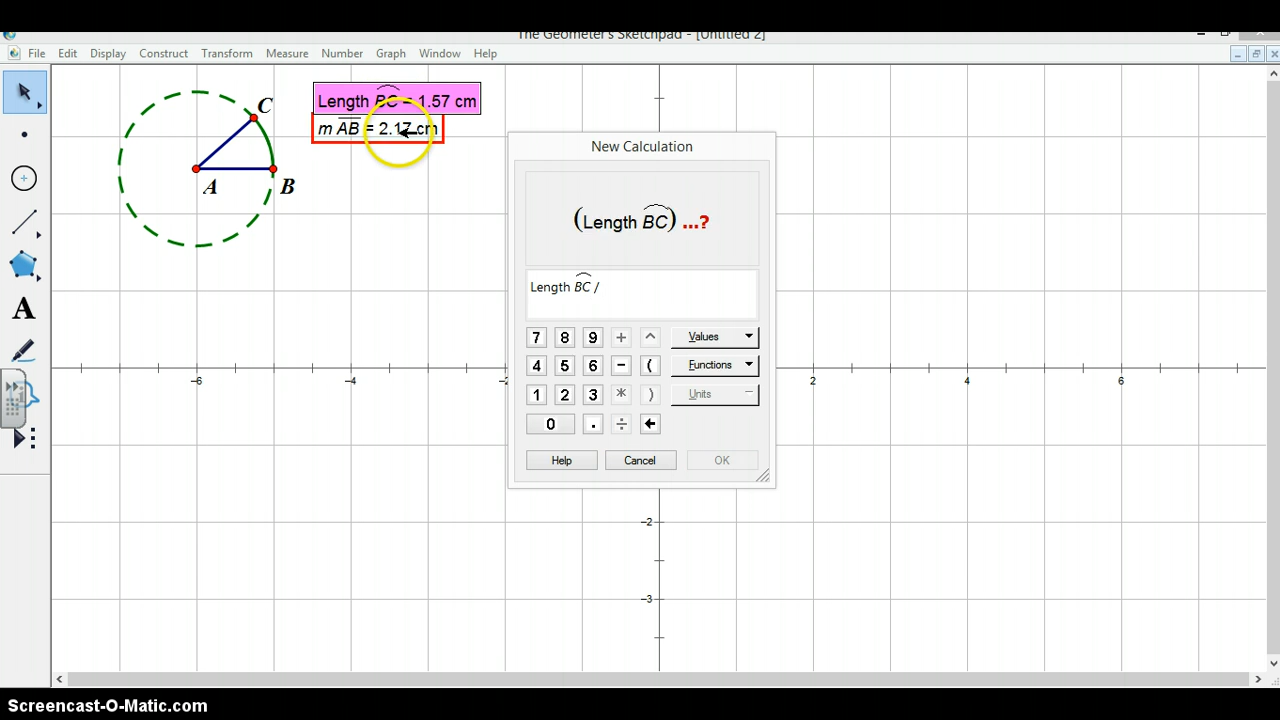 The Geometer's Sketchpad - [Untitled 2]
File Edit Display Construct Transform Measure Number Graph Window Help
C
A
B
Length BC = 1.57 cm
m AB = 2.17 cm
New Calculation
(Length BC) ...?
Length BC /
7 8 9 + ^ Values
4 5 6 - ( Functions
1 2 3 * ) Units
0 . ÷ ←
Help Cancel OK
A
-6 -4 -2 2 4 6
-2
-3
Screencast-O-Matic.com